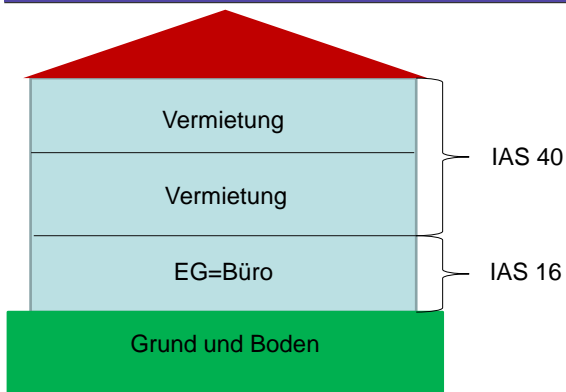 Vermietung
IAS 40
Vermietung
EG=Büro
IAS 16
Grund und Boden